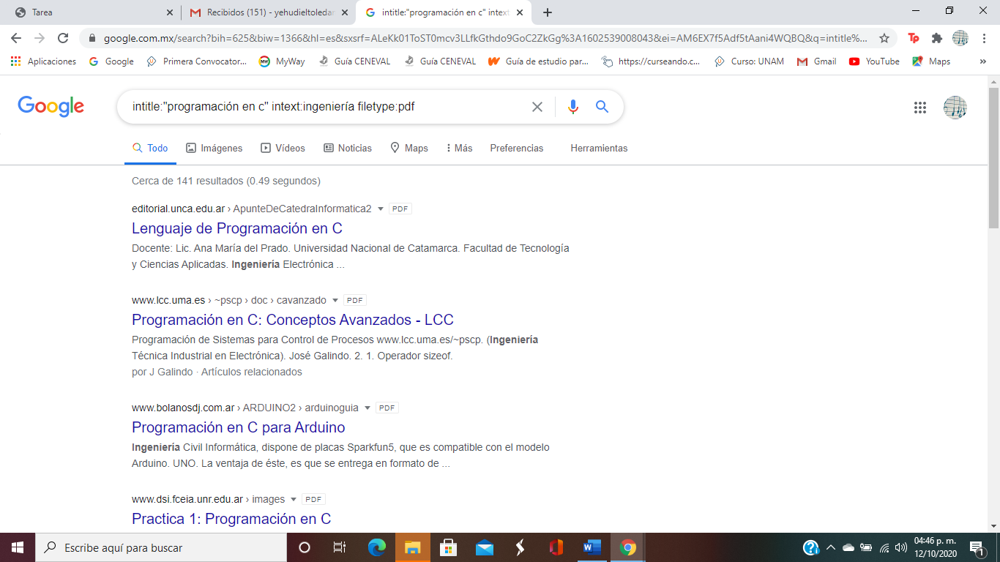 Tarea
Recibidos (151) - yehudieltoledar
intitle:"programación en c" intext
google.com.mx/search?bih=625&biw=1366&hl=es&sxsrf=ALeKk01ToST0mcv3LLfkGthdo9GoC2ZkGg%3A1602539008043&ei=AM6EX7f5Adf5tAani4WQBQ&q=intitle%...
Aplicaciones
Google
Primera Convocator...
MyWay
Guía CENEVAL
Guía CENEVAL
Guía de estudio par...
https://curseando.c...
Curso: UNAM
Gmail
YouTube
Maps
»
Google
intitle:"programación en c" intext:ingeniería filetype:pdf
Todo
Imágenes
Vídeos
Noticias
Maps
Más
Preferencias
Herramientas
Cerca de 141 resultados (0.49 segundos)
editorial.unca.edu.ar › ApunteDeCatedraInformatica2 PDF
Lenguaje de Programación en C
Docente: Lic. Ana María del Prado. Universidad Nacional de Catamarca. Facultad de Tecnología
y Ciencias Aplicadas. Ingeniería Electrónica ...
www.lcc.uma.es › ~pscp › doc › cavanzado PDF
Programación en C: Conceptos Avanzados - LCC
Programación de Sistemas para Control de Procesos www.lcc.uma.es/~pscp. (Ingeniería
Técnica Industrial en Electrónica). José Galindo. 2. 1. Operador sizeof.
por J Galindo · Artículos relacionados
www.bolanosdj.com.ar › ARDUINO2 › arduinoguia PDF
Programación en C para Arduino
Ingeniería Civil Informática, dispone de placas Sparkfun5, que es compatible con el modelo
Arduino. UNO. La ventaja de éste, es que se entrega en formato de ...
www.dsi.fceia.unr.edu.ar › images PDF
Practica 1: Programación en C
Escribe aquí para buscar
04:46 p. m.
12/10/2020
1